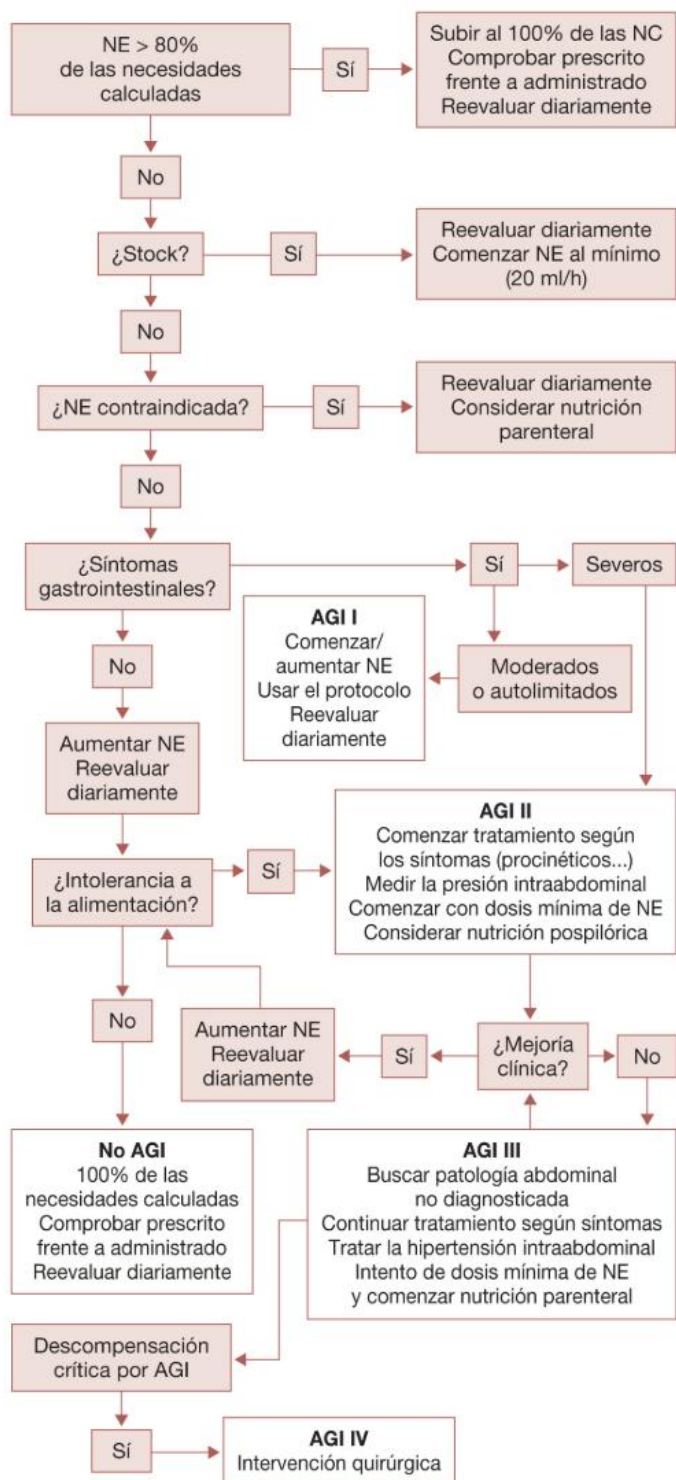 NE > 80%
de las necesidades
calculadas
Sí
Subir al 100% de las NC
Comprobar prescrito
frente a administrado
Reevaluar diariamente
No
¿Stock?
Sí
Reevaluar diariamente
Comenzar NE al mínimo
(20 ml/h)
No
¿NE contraindicada?
Sí
Reevaluar diariamente
Considerar nutrición
parenteral
No
¿Síntomas
gastrointestinales?
Sí
Severos
No
AGI I
Comenzar/
aumentar NE
Usar el protocolo
Reevaluar
diariamente
Moderados
o autolimitados
Aumentar NE
Reevaluar
diariamente
¿Intolerancia a
la alimentación?
Sí
AGI II
Comenzar tratamiento según
los síntomas (procinéticos...)
Medir la presión intraabdominal
Comenzar con dosis mínima de NE
Considerar nutrición pospilórica
No
Aumentar NE
Reevaluar
diariamente
Sí
¿Mejoría
clínica?
No
No AGI
100% de las
necesidades calculadas
Comprobar prescrito
frente a administrado
Reevaluar diariamente
AGI III
Buscar patología abdominal
no diagnosticada
Continuar tratamiento según síntomas
Tratar la hipertensión intraabdominal
Intento de dosis mínima de NE
y comenzar nutrición parenteral
Descompensación
crítica por AGI
Sí
AGI IV
Intervención quirúrgica